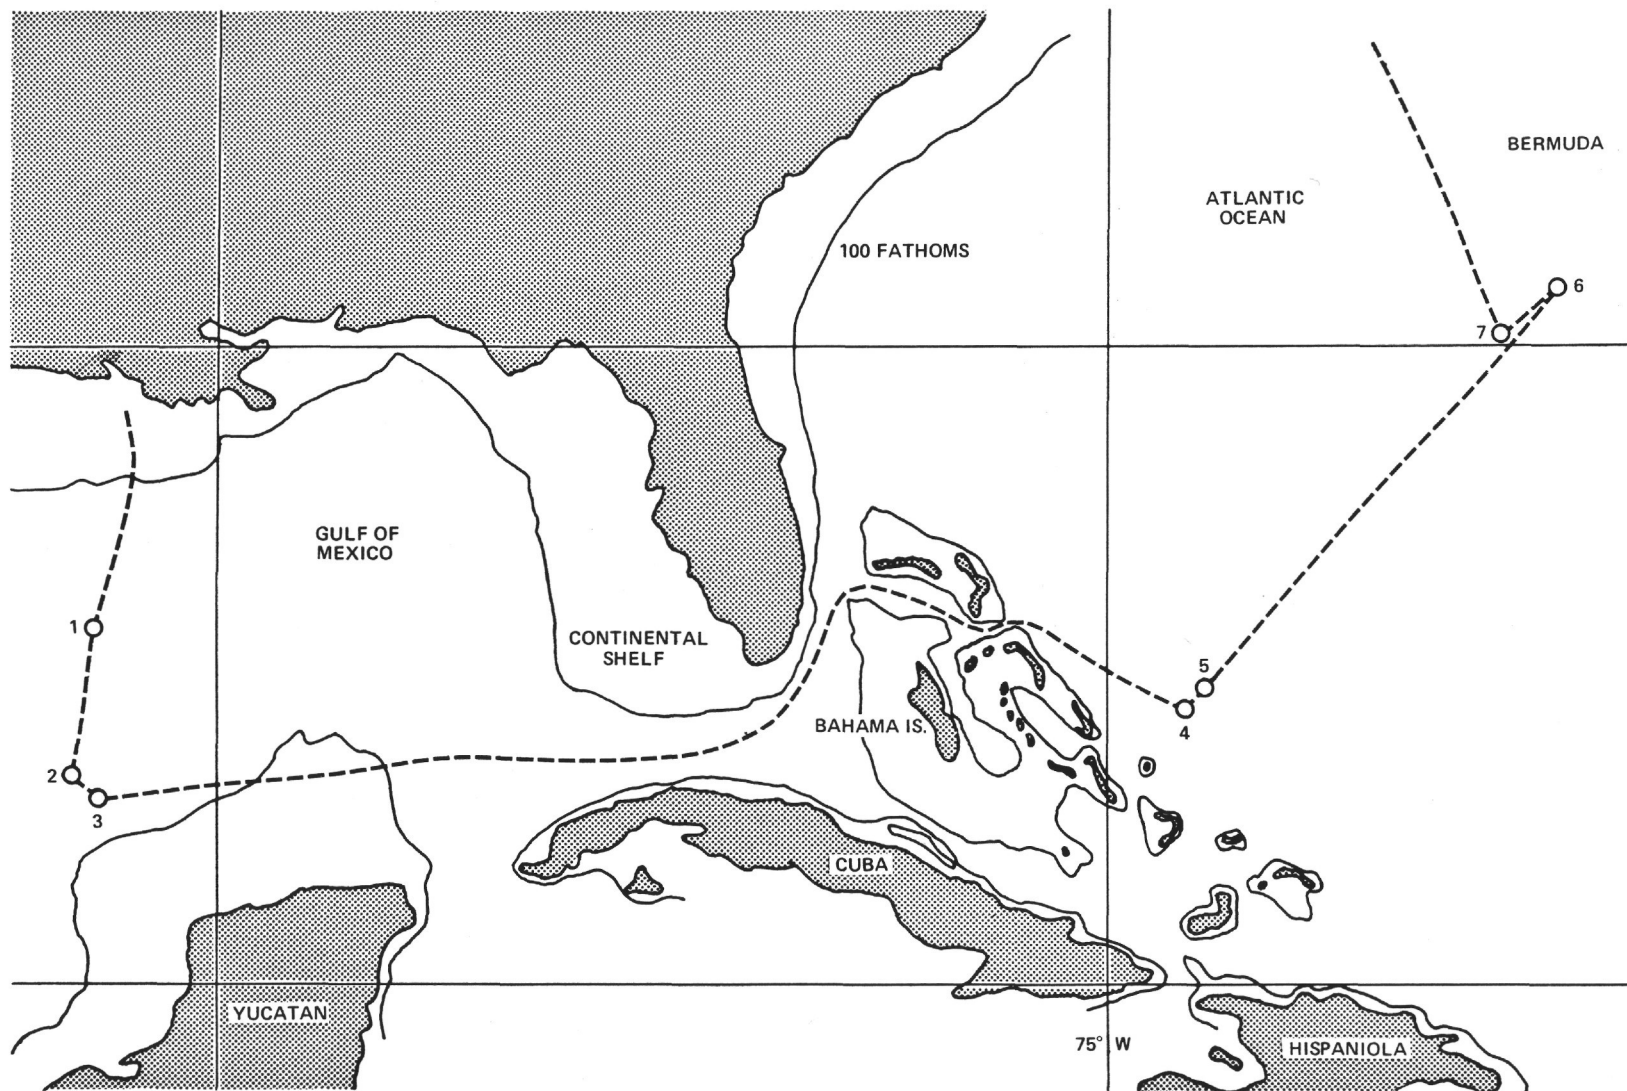 BERMUDA
ATLANTIC
OCEAN
100 FATHOMS
6
7
GULF OF
MEXICO
1
CONTINENTAL
SHELF
5
BAHAMA IS.
4
2
3
CUBA
YUCATAN
75° W
HISPANIOLA